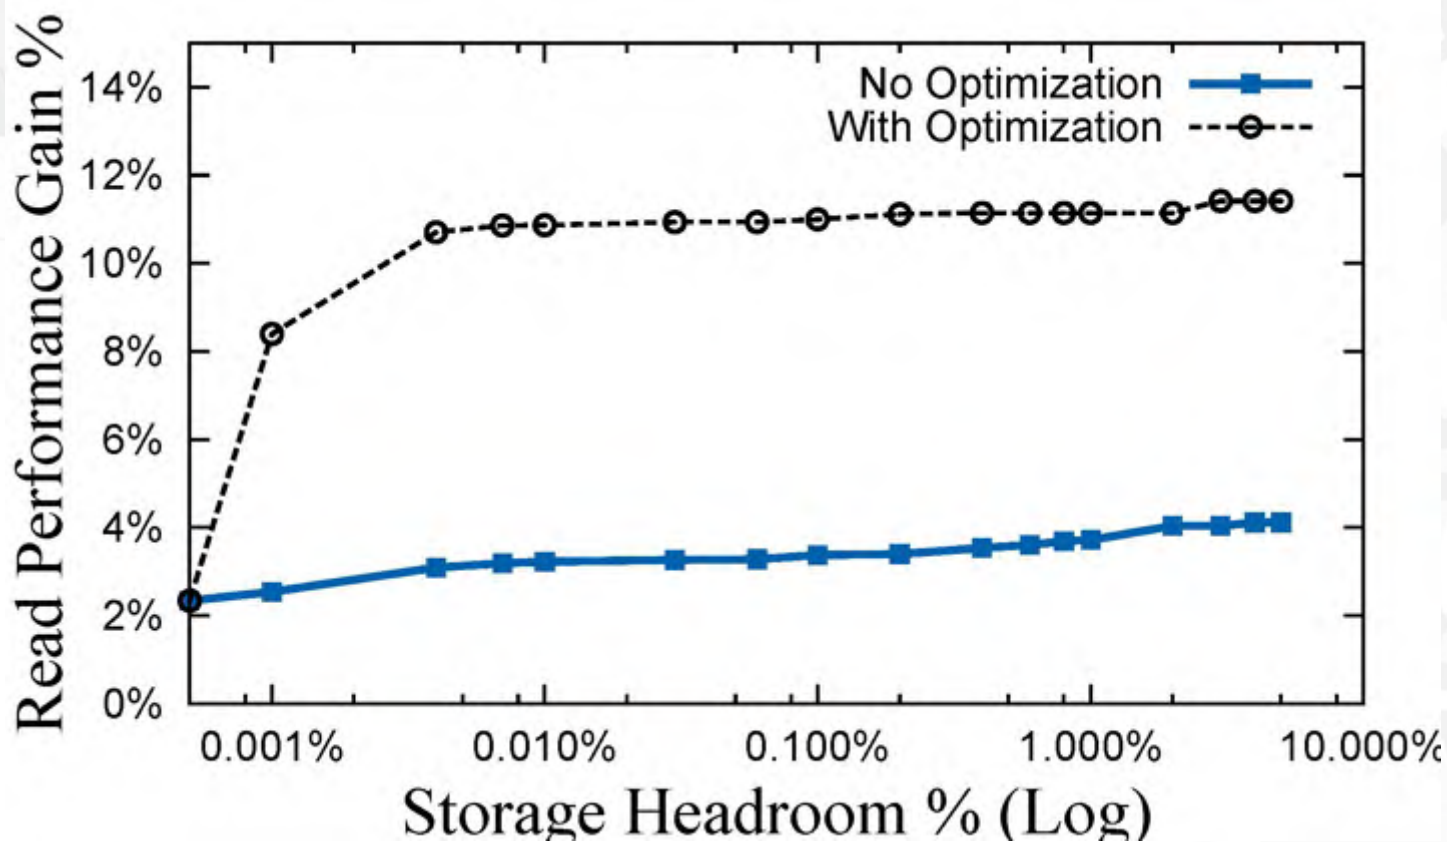 Read Performance Gain %
14%
12%
10%
8%
6%
4%
2%
0%
No Optimization
With Optimization
0.001% 0.010% 0.100% 1.000% 10.000%
Storage Headroom % (Log)